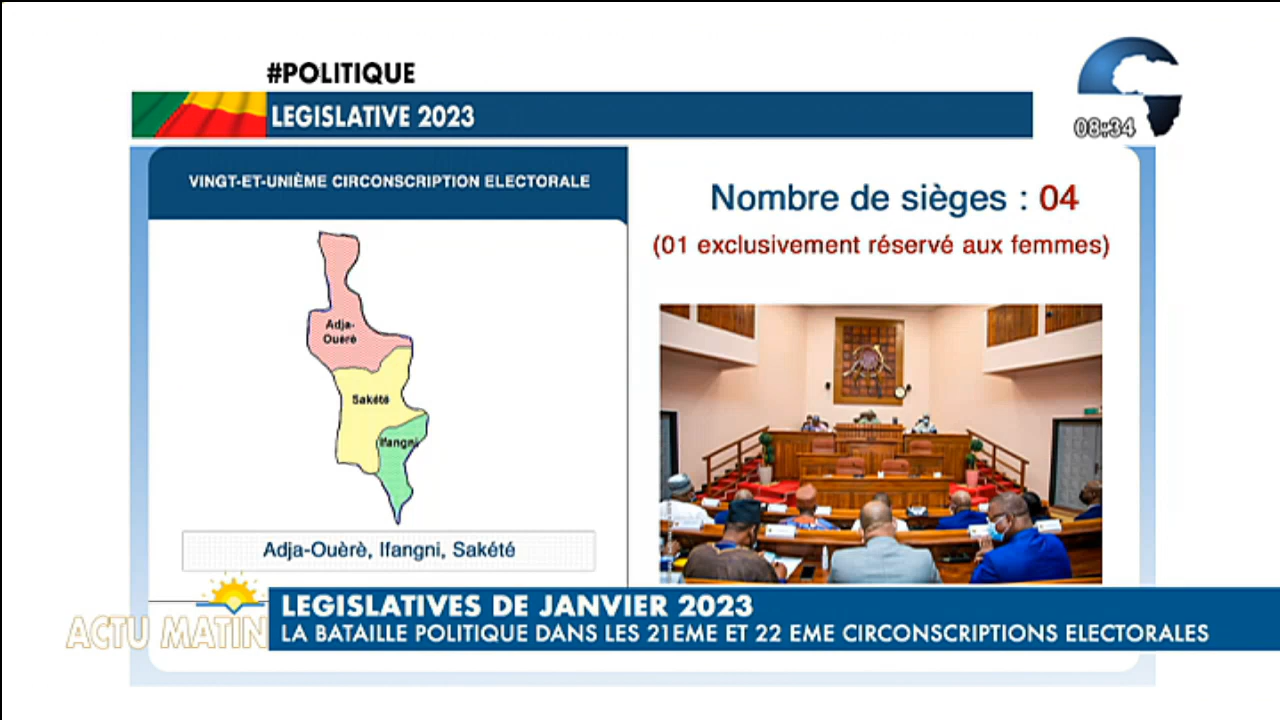 #POLITIQUE
LEGISLATIVE 2023
08:34
VINGT-ET-UNIÈME CIRCONSCRIPTION ELECTORALE
Adja-
Ouèrè
Sakété
Ifangni
Adja-Ouèrè, Ifangni, Sakété
Nombre de sièges : 04
(01 exclusivement réservé aux femmes)
ACTU MATIN
LEGISLATIVES DE JANVIER 2023
LA BATAILLE POLITIQUE DANS LES 21EME ET 22 EME CIRCONSCRIPTIONS ELECTORALES